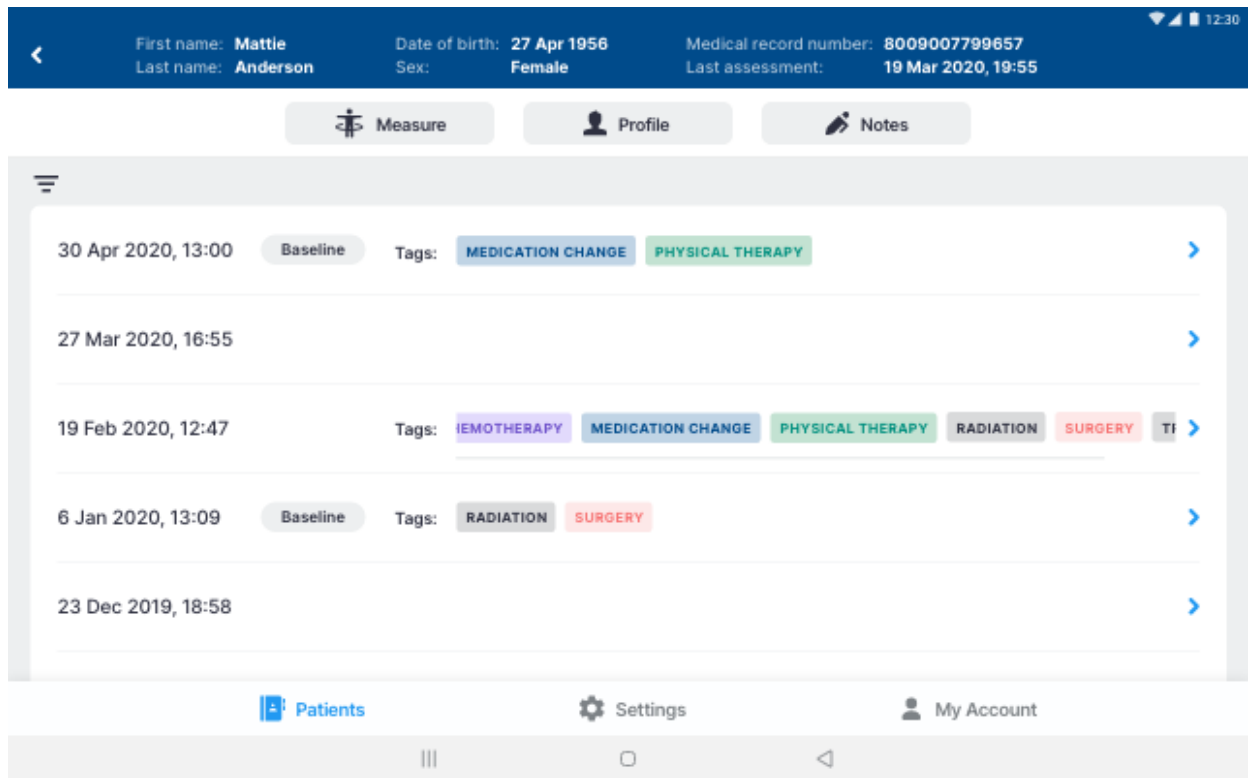 12:30
First name: Mattie Date of birth: 27 Apr 1956 Medical record number: 8009007799657
Last name: Anderson Sex: Female Last assessment: 19 Mar 2020, 19:55
Measure Profile Notes
30 Apr 2020, 13:00 Baseline Tags: MEDICATION CHANGE PHYSICAL THERAPY
27 Mar 2020, 16:55
19 Feb 2020, 12:47 Tags: HEMOTHERAPY MEDICATION CHANGE PHYSICAL THERAPY RADIATION SURGERY
6 Jan 2020, 13:09 Baseline Tags: RADIATION SURGERY
23 Dec 2019, 18:58
Patients Settings My Account